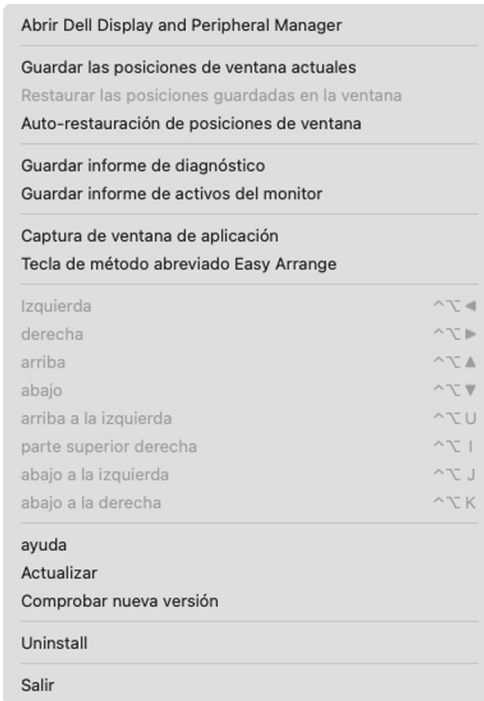 Abrir Dell Display and Peripheral Manager
Guardar las posiciones de ventana actuales
Restaurar las posiciones guardadas en la ventana
Auto-restauración de posiciones de ventana
Guardar informe de diagnóstico
Guardar informe de activos del monitor
Captura de ventana de aplicación
Tecla de método abreviado Easy Arrange
Izquierda ^⌥◀
derecha ^⌥▶
arriba ^⌥▲
abajo ^⌥▼
arriba a la izquierda ^⌥U
parte superior derecha ^⌥I
abajo a la izquierda ^⌥J
abajo a la derecha ^⌥K
ayuda
Actualizar
Comprobar nueva versión
Uninstall
Salir